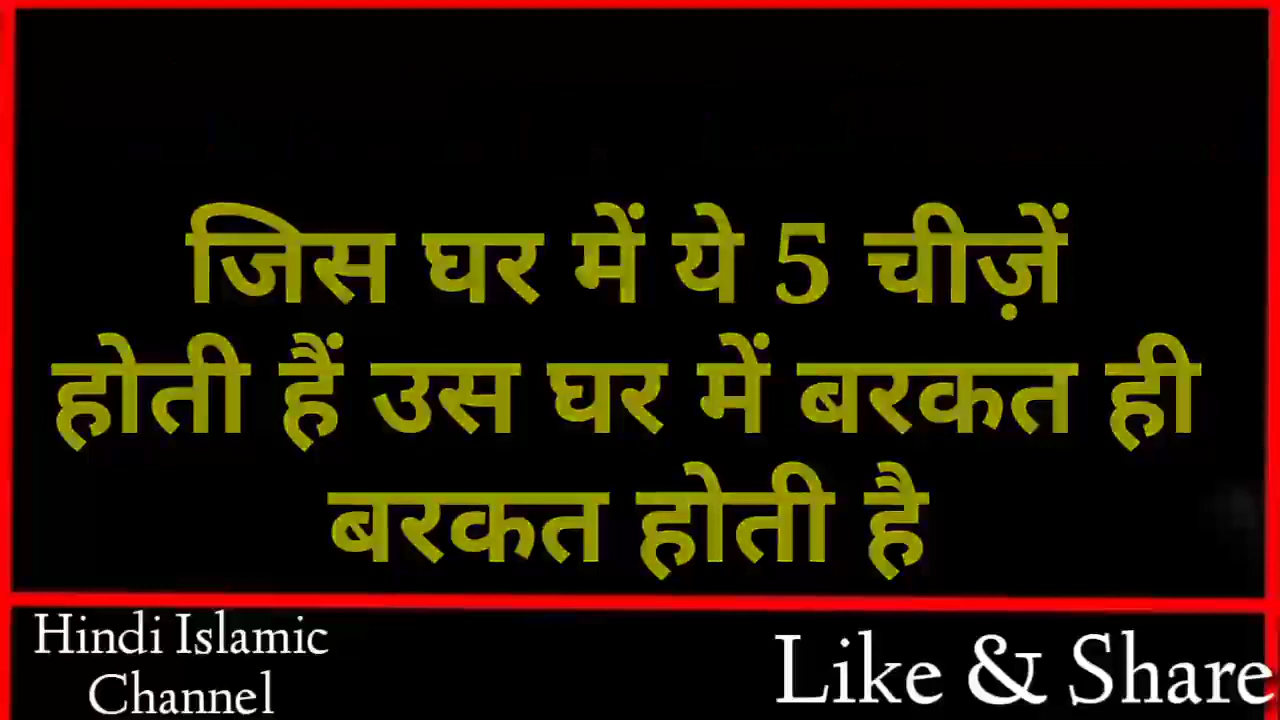 जिस घर में ये 5 चीज़ें
होती हैं उस घर में बरकत ही
बरकत होती है
Hindi Islamic
Channel
Like & Share